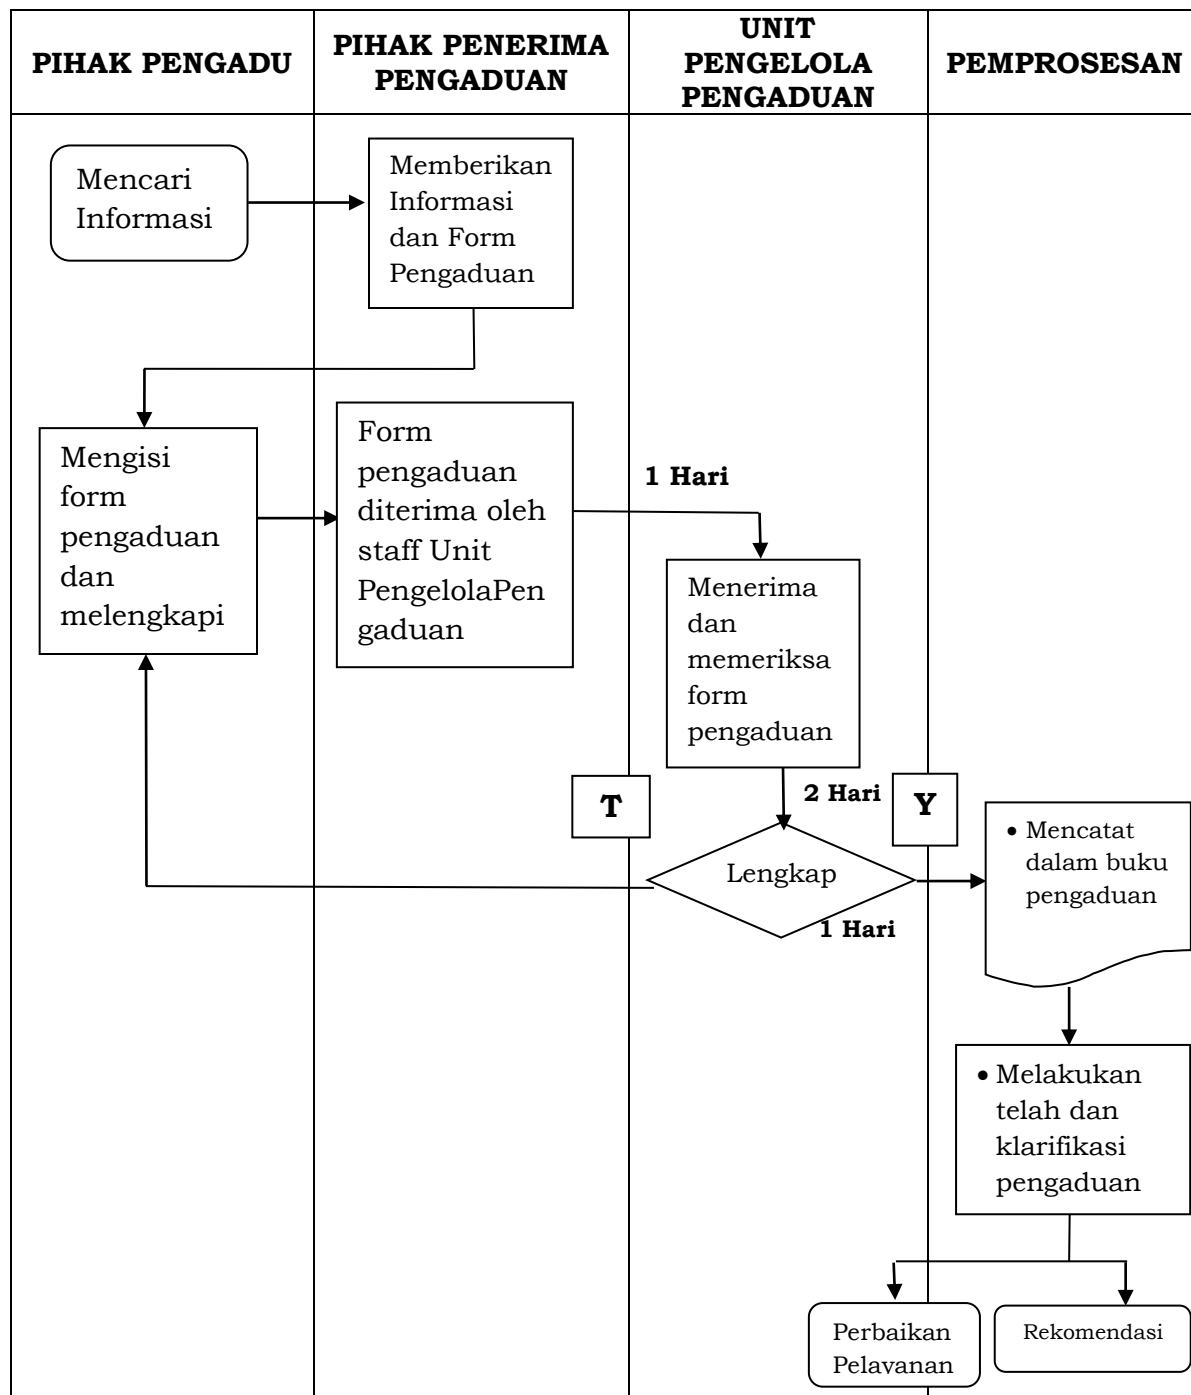 PIHAK PENGADU
PIHAK PENERIMA
PENGADUAN
UNIT
PENGELOLA
PENGADUAN
PEMPROSESAN
Mencari
Informasi
Memberikan
Informasi
dan Form
Pengaduan
Mengisi
form
pengaduan
dan
melengkapi
Form
pengaduan
diterima oleh
staff Unit
PengelolaPen
gaduan
1 Hari
Menerima
dan
memeriksa
form
pengaduan
T
2 Hari
Y
Lengkap
1 Hari
• Mencatat
dalam buku
pengaduan
• Melakukan
telah dan
klarifikasi
pengaduan
Perbaikan
Pelavanan
Rekomendasi